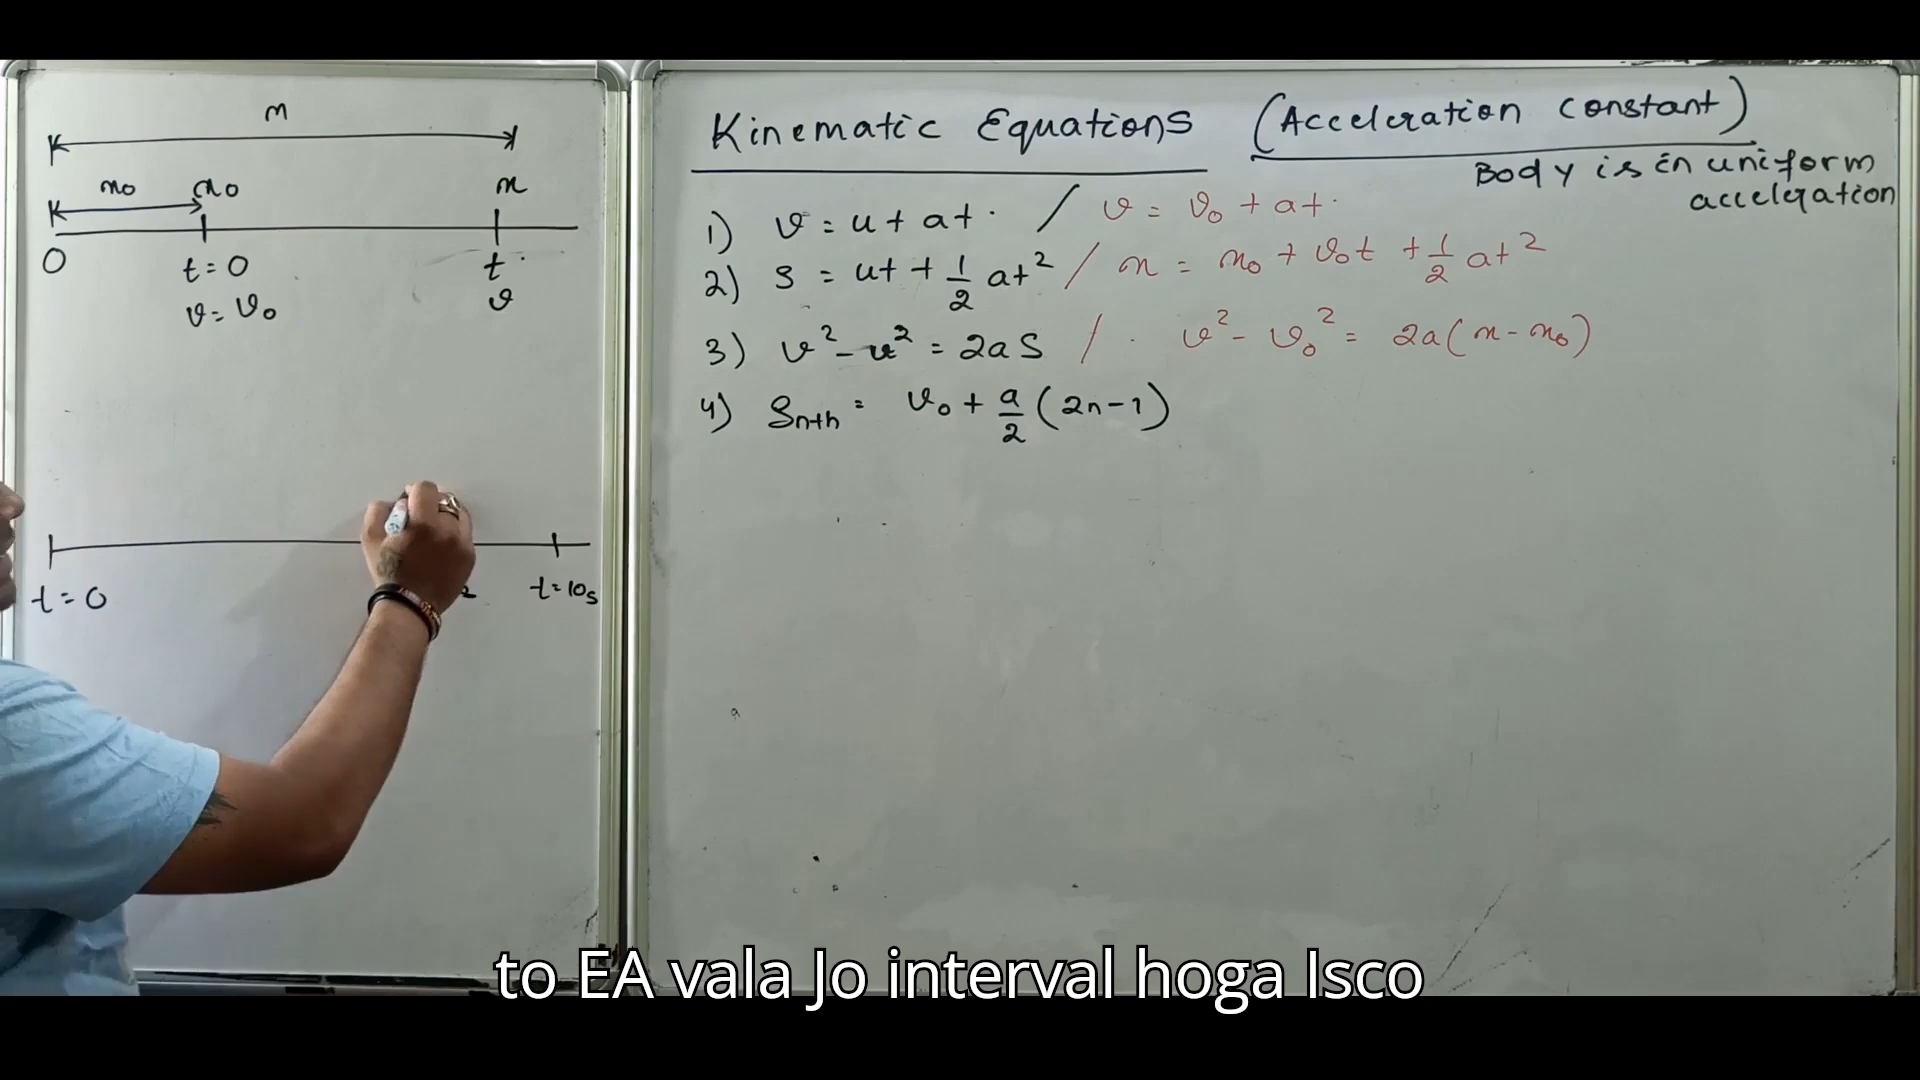 x
x₀ x₀ x
0 t=0 t
v=v₀ v
t=0 t=10s
Kinematic Equations (Acceleration constant)
Body is in uniform
acceleration
1) v = u + at. / v = v₀ + at.
2) S = ut + 1/2 at² / x = x₀ + v₀t + 1/2 at²
3) v² - u² = 2aS / v² - v₀² = 2a(x - x₀)
4) Snth = v₀ + a/2 (2n-1)
to EA vala Jo interval hoga Isco